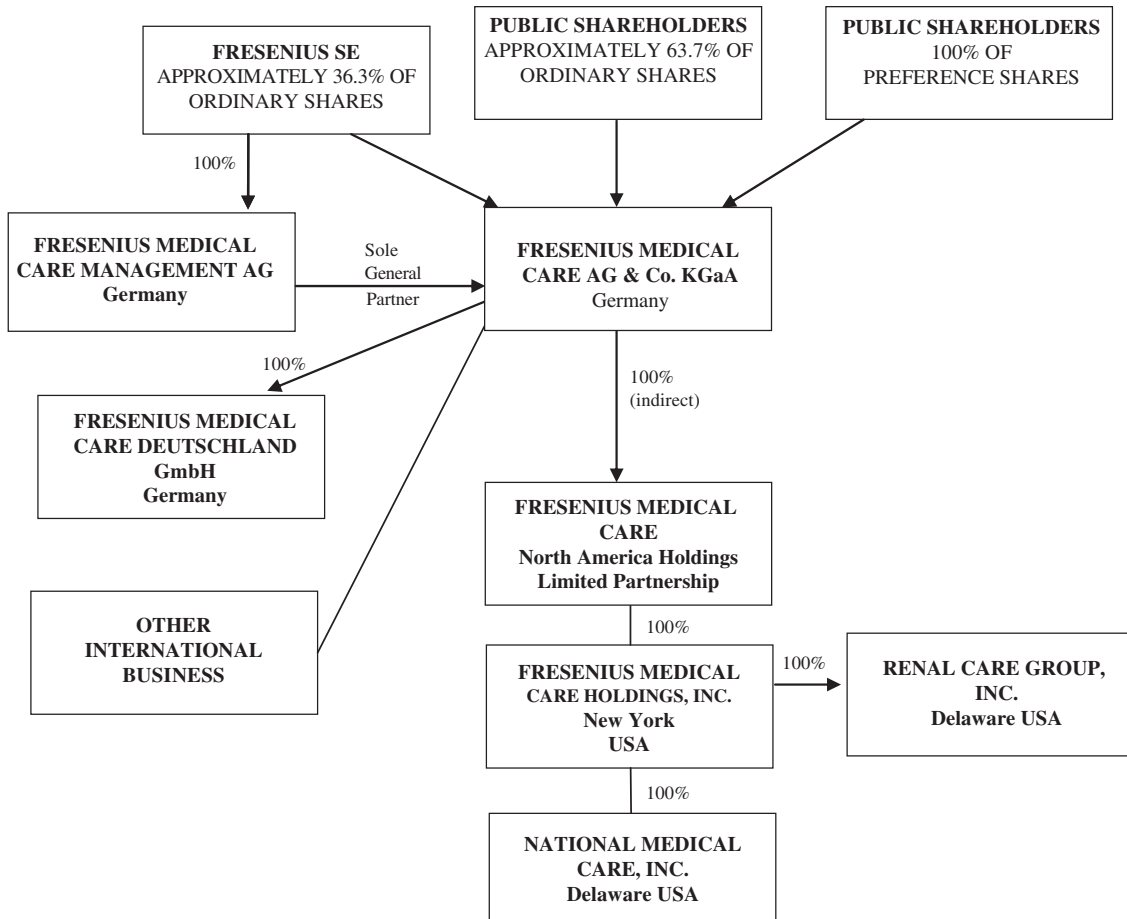 FRESENIUS SE
APPROXIMATELY 36.3% OF
ORDINARY SHARES
PUBLIC SHAREHOLDERS
APPROXIMATELY 63.7% OF
ORDINARY SHARES
PUBLIC SHAREHOLDERS
100% OF
PREFERENCE SHARES
100%
FRESENIUS MEDICAL
CARE MANAGEMENT AG
Germany
Sole
General
Partner
FRESENIUS MEDICAL
CARE AG & Co. KGaA
Germany
100%
100%
(indirect)
FRESENIUS MEDICAL
CARE DEUTSCHLAND
GmbH
Germany
FRESENIUS MEDICAL
CARE
North America Holdings
Limited Partnership
OTHER
INTERNATIONAL
BUSINESS
100%
FRESENIUS MEDICAL
CARE HOLDINGS, INC.
New York
USA
100%
RENAL CARE GROUP,
INC.
Delaware USA
100%
NATIONAL MEDICAL
CARE, INC.
Delaware USA